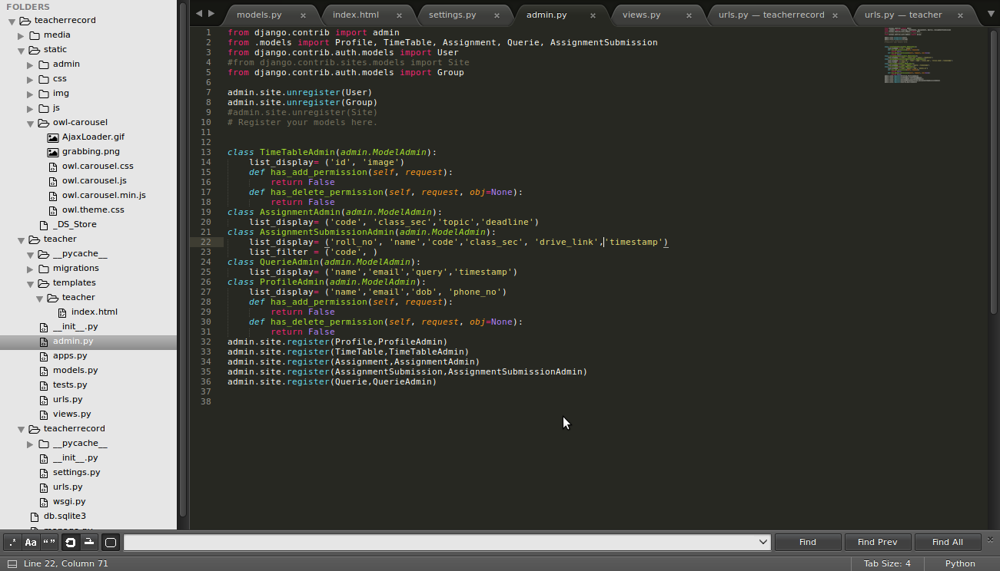 FOLDERS
teacherrecord
media
static
admin
css
img
js
owl-carousel
AjaxLoader.gif
grabbing.png
owl.carousel.css
owl.carousel.js
owl.carousel.min.js
owl.theme.css
_DS_Store
teacher
__pycache__
migrations
templates
teacher
index.html
__init__.py
admin.py
apps.py
models.py
tests.py
urls.py
views.py
teacherrecord
__pycache__
__init__.py
settings.py
urls.py
wsgi.py
db.sqlite3
manage.py
models.py × index.html × settings.py × admin.py × views.py × urls.py — teacherrecord × urls.py — teacher ×
1 from django.contrib import admin
2 from .models import Profile, TimeTable, Assignment, Querie, AssignmentSubmission
3 from django.contrib.auth.models import User
4 #from django.contrib.sites.models import Site
5 from django.contrib.auth.models import Group
6
7 admin.site.unregister(User)
8 admin.site.unregister(Group)
9 #admin.site.unregister(Site)
10 # Register your models here.
11
12
13 class TimeTableAdmin(admin.ModelAdmin):
14     list_display= ('id', 'image')
15     def has_add_permission(self, request):
16         return False
17     def has_delete_permission(self, request, obj=None):
18         return False
19 class AssignmentAdmin(admin.ModelAdmin):
20     list_display= ('code', 'class_sec','topic','deadline')
21 class AssignmentSubmissionAdmin(admin.ModelAdmin):
22     list_display= ('roll_no', 'name','code','class_sec', 'drive_link','timestamp')
23     list_filter = ('code', )
24 class QuerieAdmin(admin.ModelAdmin):
25     list_display= ('name','email','query','timestamp')
26 class ProfileAdmin(admin.ModelAdmin):
27     list_display= ('name','email','dob', 'phone_no')
28     def has_add_permission(self, request):
29         return False
30     def has_delete_permission(self, request, obj=None):
31         return False
32 admin.site.register(Profile,ProfileAdmin)
33 admin.site.register(TimeTable,TimeTableAdmin)
34 admin.site.register(Assignment,AssignmentAdmin)
35 admin.site.register(AssignmentSubmission,AssignmentSubmissionAdmin)
36 admin.site.register(Querie,QuerieAdmin)
37
38
.* Aa “” Find Find Prev Find All ×
Line 22, Column 71 Tab Size: 4 Python